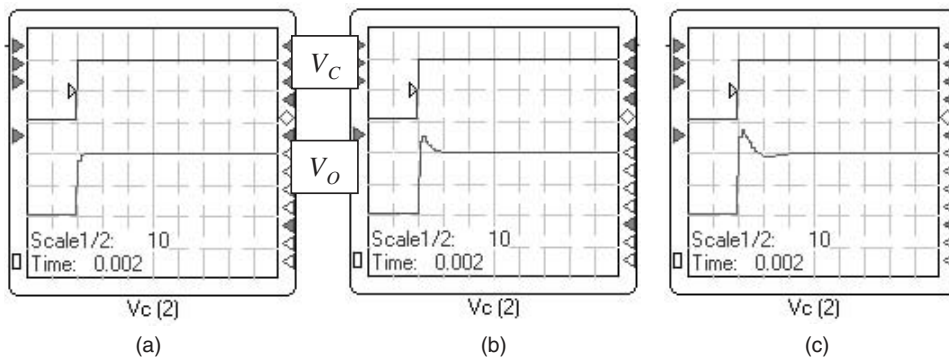 V_C
V_O
Scale1/2: 10
Time: 0.002
Vc (2)
(a)
Scale1/2: 10
Time: 0.002
Vc (2)
(b)
Scale1/2: 10
Time: 0.002
Vc (2)
(c)